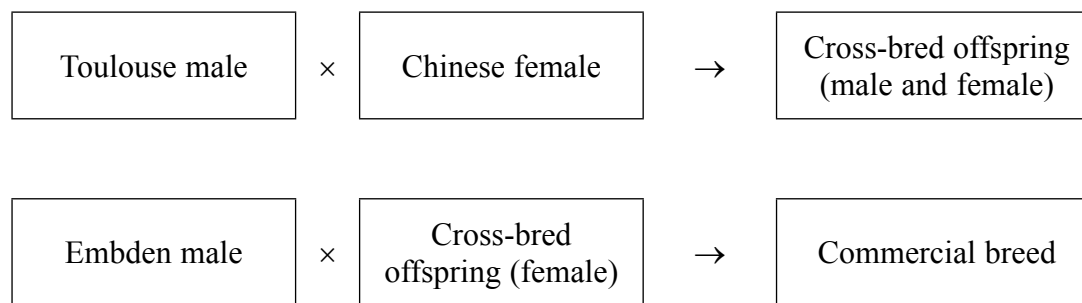 Toulouse male × Chinese female → Cross-bred offspring
(male and female)
Embden male × Cross-bred
offspring (female) → Commercial breed